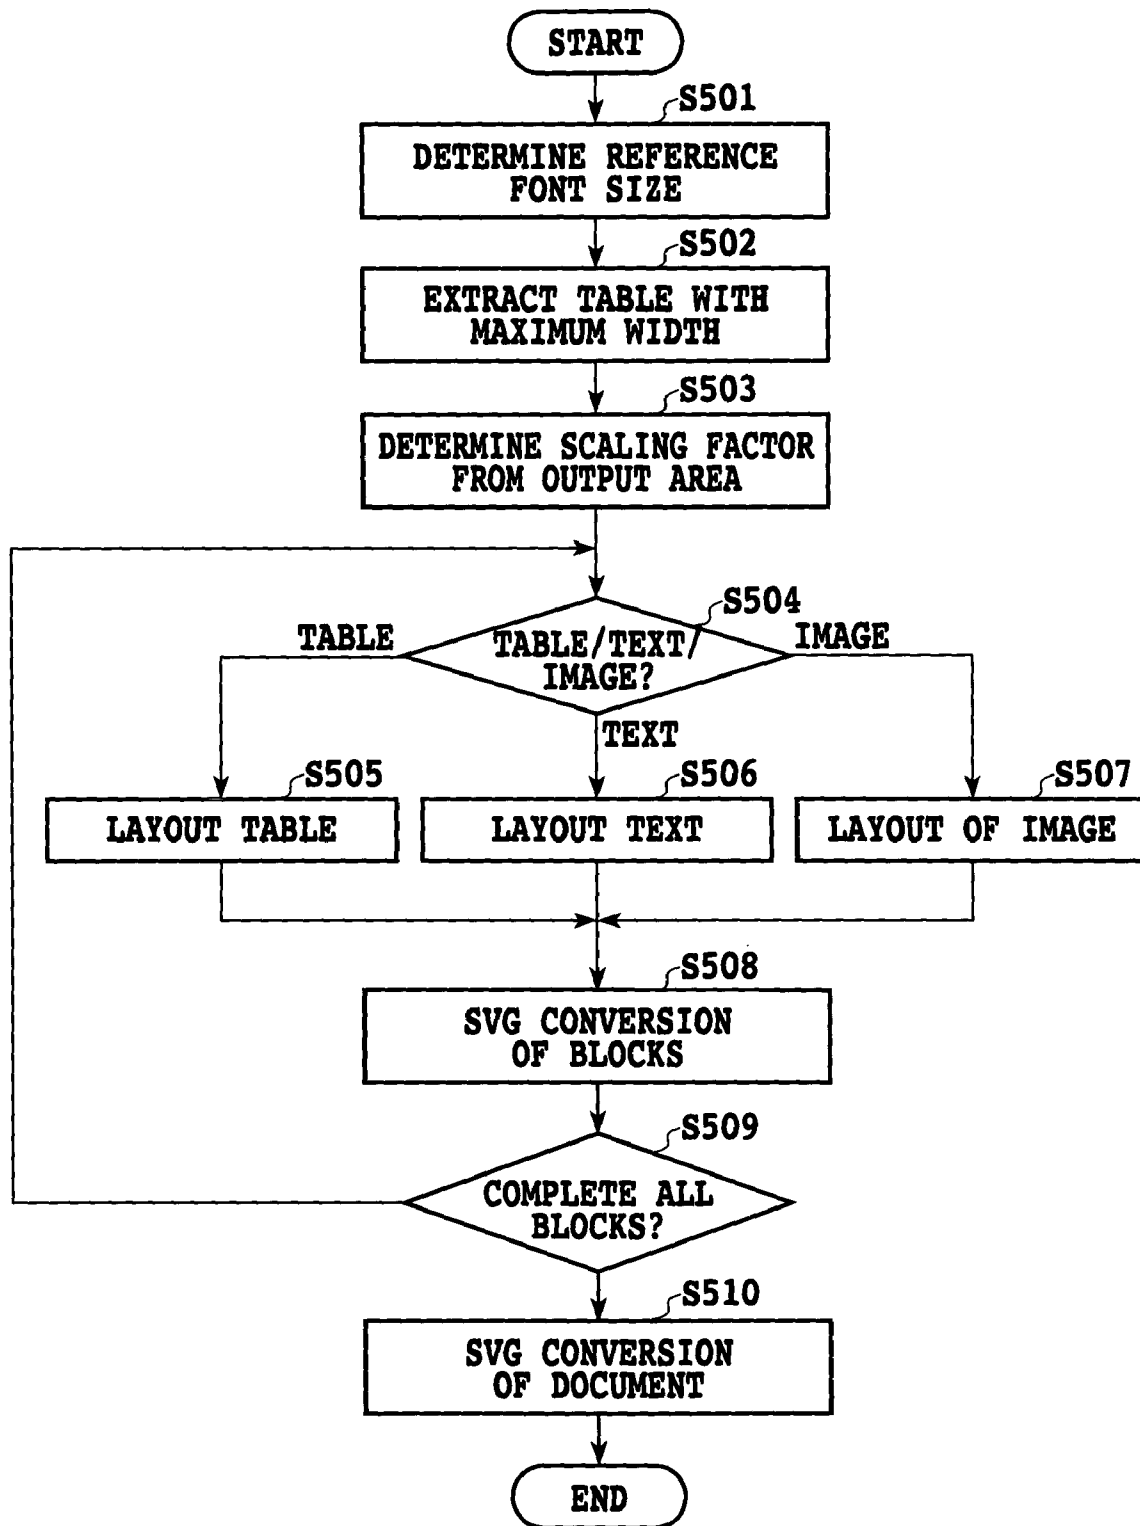 START
S501
DETERMINE REFERENCE
FONT SIZE
S502
EXTRACT TABLE WITH
MAXIMUM WIDTH
S503
DETERMINE SCALING FACTOR
FROM OUTPUT AREA
S504
TABLE
TABLE/TEXT/
IMAGE?
IMAGE
TEXT
S505
LAYOUT TABLE
S506
LAYOUT TEXT
S507
LAYOUT OF IMAGE
S508
SVG CONVERSION
OF BLOCKS
S509
COMPLETE ALL
BLOCKS?
S510
SVG CONVERSION
OF DOCUMENT
END